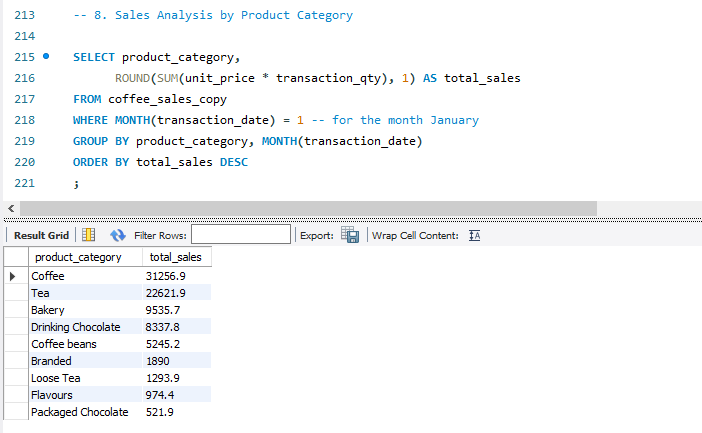 213 -- 8. Sales Analysis by Product Category
214
215 SELECT product_category,
216 ROUND(SUM(unit_price * transaction_qty), 1) AS total_sales
217 FROM coffee_sales_copy
218 WHERE MONTH(transaction_date) = 1 -- for the month January
219 GROUP BY product_category, MONTH(transaction_date)
220 ORDER BY total_sales DESC
221 ;
Result Grid Filter Rows: Export: Wrap Cell Content: IA
product_category total_sales
Coffee 31256.9
Tea 22621.9
Bakery 9535.7
Drinking Chocolate 8337.8
Coffee beans 5245.2
Branded 1890
Loose Tea 1293.9
Flavours 974.4
Packaged Chocolate 521.9